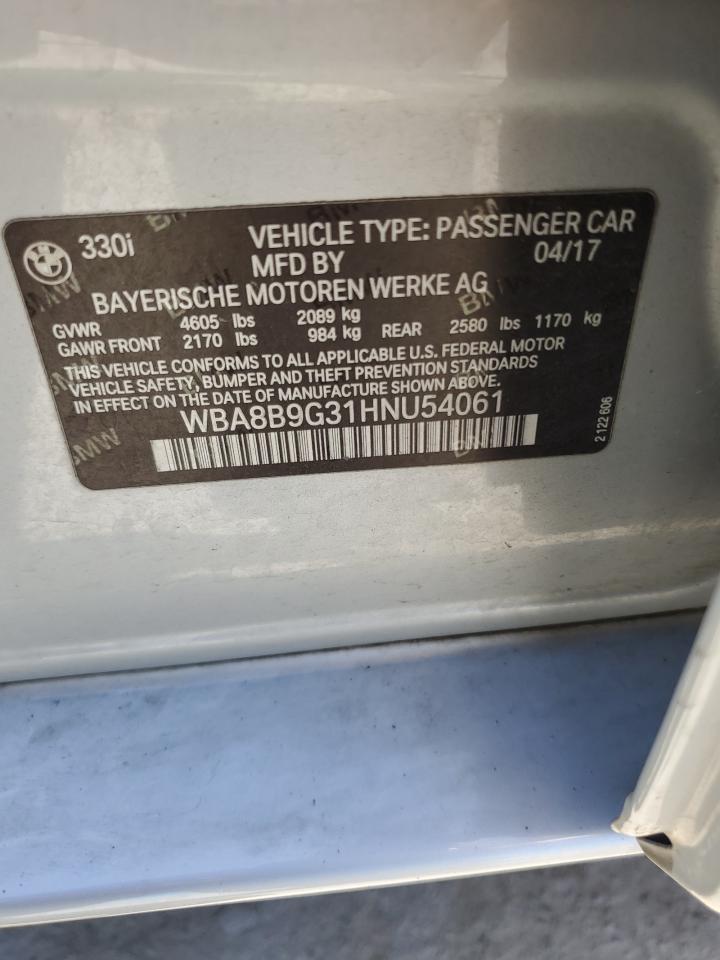 330i VEHICLE TYPE: PASSENGER CAR
MFD BY 04/17
BAYERISCHE MOTOREN WERKE AG
GVWR 4605 lbs 2089 kg
GAWR FRONT 2170 lbs 984 kg REAR 2580 lbs 1170 kg
THIS VEHICLE CONFORMS TO ALL APPLICABLE U.S. FEDERAL MOTOR
VEHICLE SAFETY, BUMPER AND THEFT PREVENTION STANDARDS
IN EFFECT ON THE DATE OF MANUFACTURE SHOWN ABOVE.
WBA8B9G31HNU54061
2 122 606